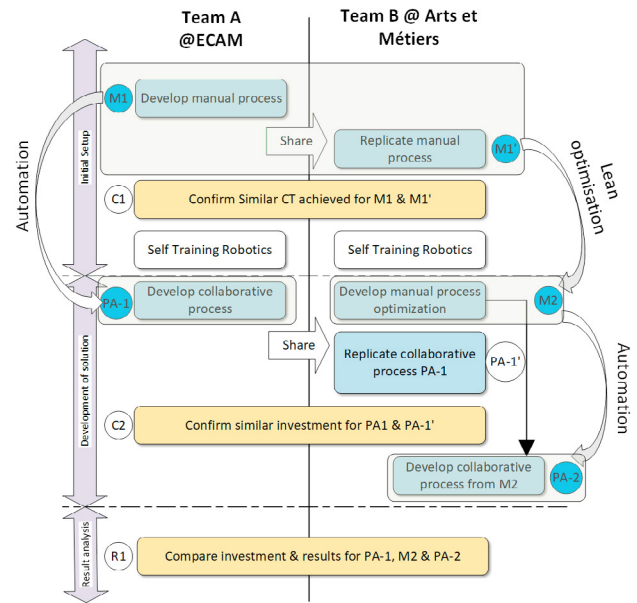 Team A
@ECAM
Team B @ Arts et
Métiers
Initial Setup
M1
Develop manual process
Share
Replicate manual
process
M1'
Automation
Lean
optimisation
C1
Confirm Similar CT achieved for M1 & M1'
Self Training Robotics
Self Training Robotics
Development of solution
PA-1
Develop collaborative
process
Develop manual process
optimization
M2
Share
Replicate collaborative
process PA-1
PA-1'
Automation
C2
Confirm similar investment for PA1 & PA-1'
Develop collaborative
process from M2
PA-2
Result analysis
R1
Compare investment & results for PA-1, M2 & PA-2